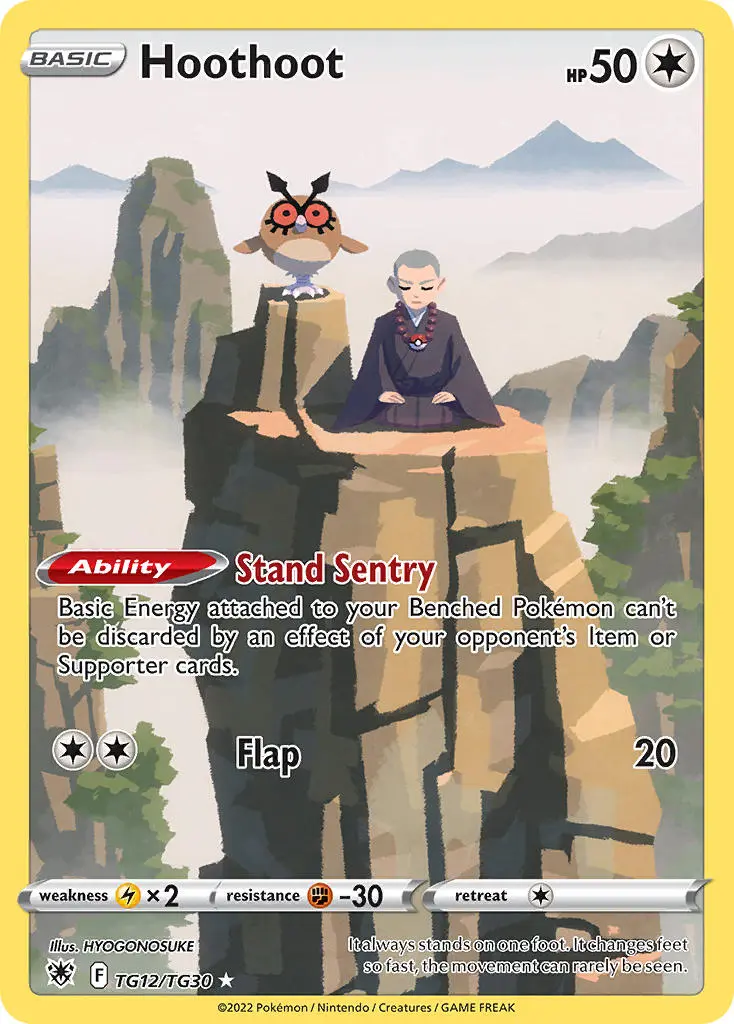 BASIC Hoothoot HP 50
Ability Stand Sentry
Basic Energy attached to your Benched Pokémon can't
be discarded by an effect of your opponent's Item or
Supporter cards.
Flap 20
weakness ×2 resistance -30 retreat
Illus. HYOGONOSUKE
It always stands on one foot. It changes feet
so fast, the movement can rarely be seen.
F TG12/TG30 ★
©2022 Pokémon / Nintendo / Creatures / GAME FREAK